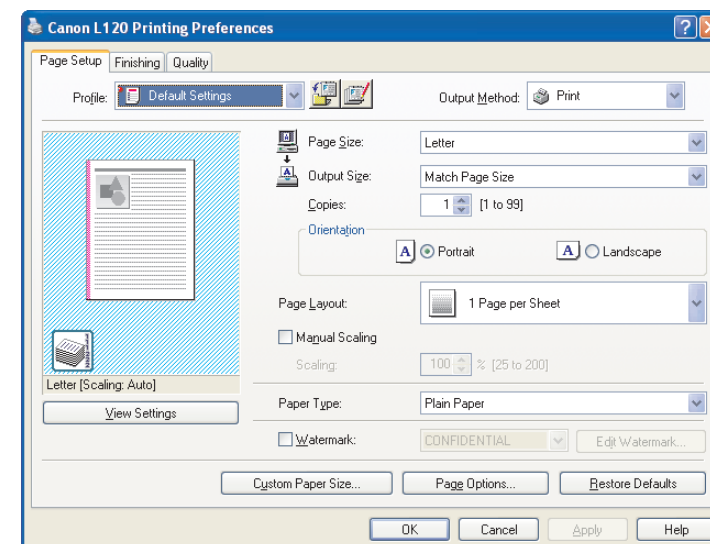 Canon L120 Printing Preferences
Page Setup Finishing Quality
Profile: Default Settings Output Method: Print
Page Size: Letter
Output Size: Match Page Size
Copies: 1 [1 to 99]
Orientation
A Portrait A Landscape
Page Layout: 1 Page per Sheet
Manual Scaling
Scaling: 100 % [25 to 200]
Letter [Scaling: Auto]
View Settings
Paper Type: Plain Paper
Watermark: CONFIDENTIAL Edit Watermark...
Custom Paper Size... Page Options... Restore Defaults
OK Cancel Apply Help